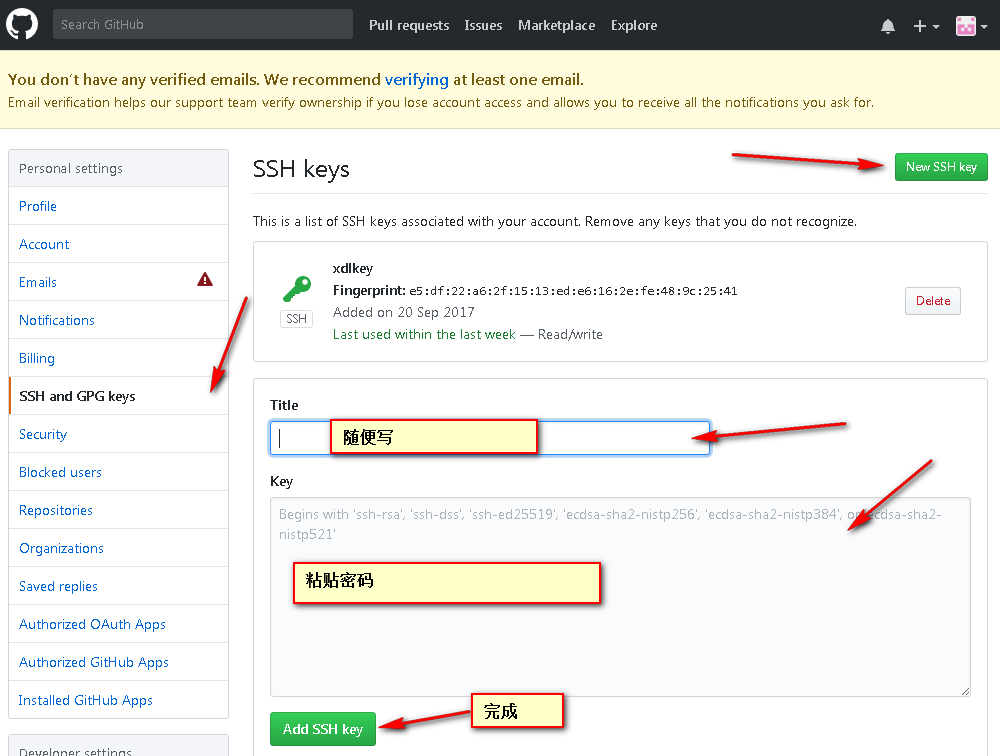 Search GitHub
Pull requests Issues Marketplace Explore
You don't have any verified emails. We recommend verifying at least one email.
Email verification helps our support team verify ownership if you lose account access and allows you to receive all the notifications you ask for.
Personal settings
Profile
Account
Emails
Notifications
Billing
SSH and GPG keys
Security
Blocked users
Repositories
Organizations
Saved replies
Authorized OAuth Apps
Authorized GitHub Apps
Installed GitHub Apps
Developer settings
SSH keys
New SSH key
This is a list of SSH keys associated with your account. Remove any keys that you do not recognize.
xdlkey
Fingerprint: e5:df:22:a6:2f:15:13:ed:e6:16:2e:fe:48:9c:25:41
SSH
Added on 20 Sep 2017
Last used within the last week — Read/write
Delete
Title
随便写
Key
Begins with 'ssh-rsa', 'ssh-dss', 'ssh-ed25519', 'ecdsa-sha2-nistp256', 'ecdsa-sha2-nistp384', or 'ecdsa-sha2-
nistp521'
粘贴密码
完成
Add SSH key